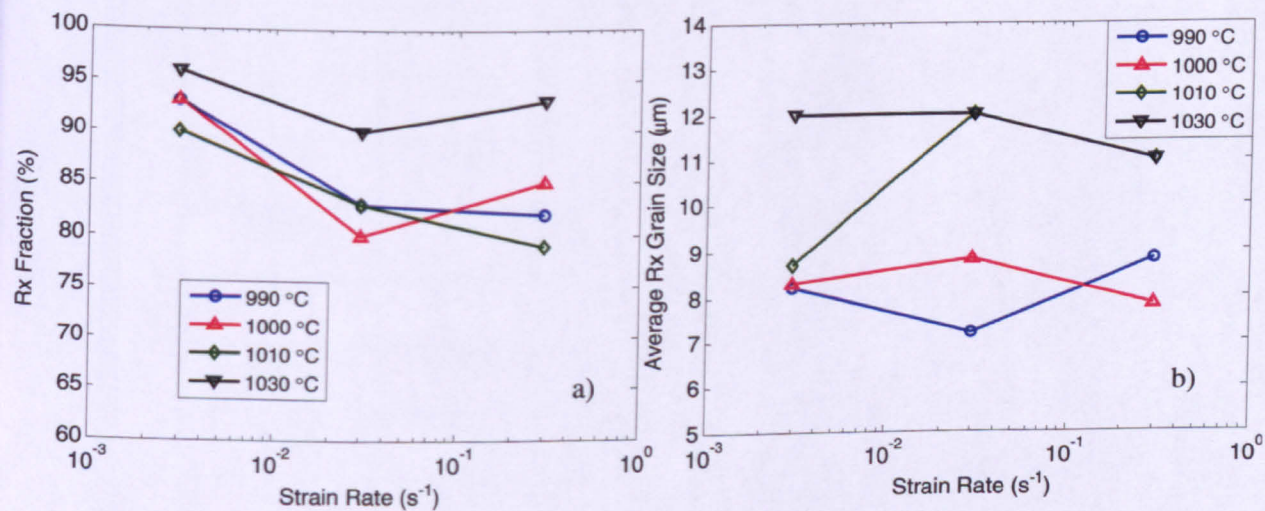 100
95
90
85
80
75
70
65
60
Rx Fraction (%)
990 °C
1000 °C
1010 °C
1030 °C
a)
10⁻³
10⁻²
10⁻¹
10⁰
Strain Rate (s⁻¹)
14
13
12
11
10
9
8
7
6
5
Average Rx Grain Size (μm)
990 °C
1000 °C
1010 °C
1030 °C
b)
10⁻³
10⁻²
10⁻¹
10⁰
Strain Rate (s⁻¹)